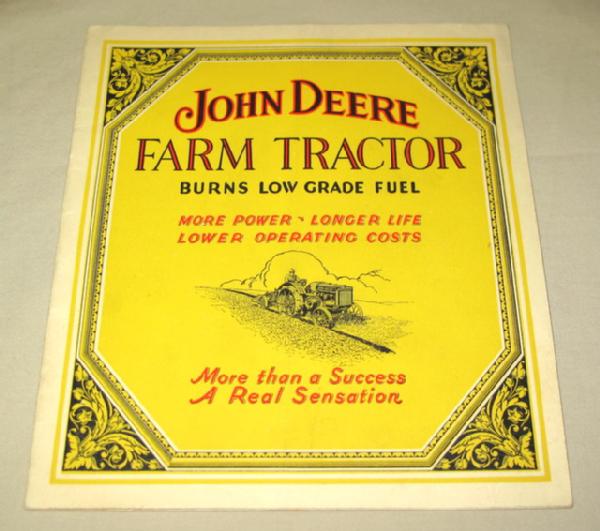 JOHN DEERE
FARM TRACTOR
BURNS LOW GRADE FUEL
MORE POWER - LONGER LIFE
LOWER OPERATING COSTS
More than a Success
A Real Sensation